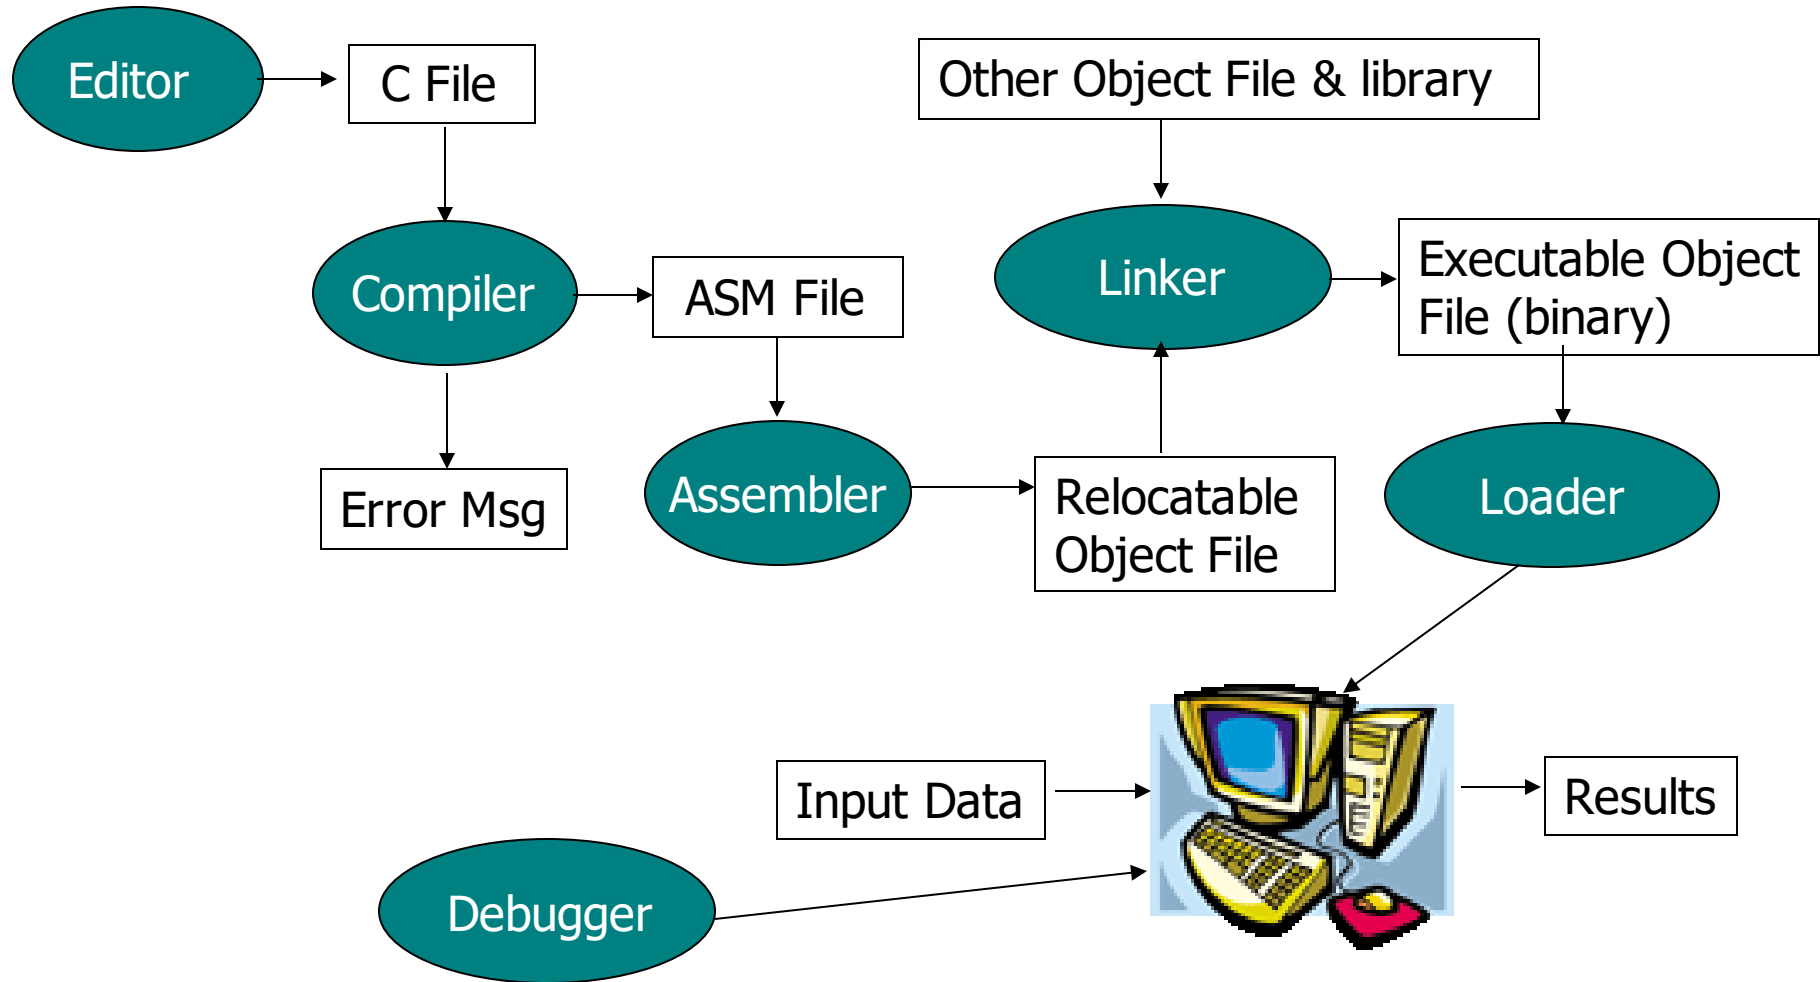 Editor
C File
Other Object File & library
Compiler
ASM File
Linker
Executable Object
File (binary)
Error Msg
Assembler
Relocatable
Object File
Loader
Input Data
Results
Debugger